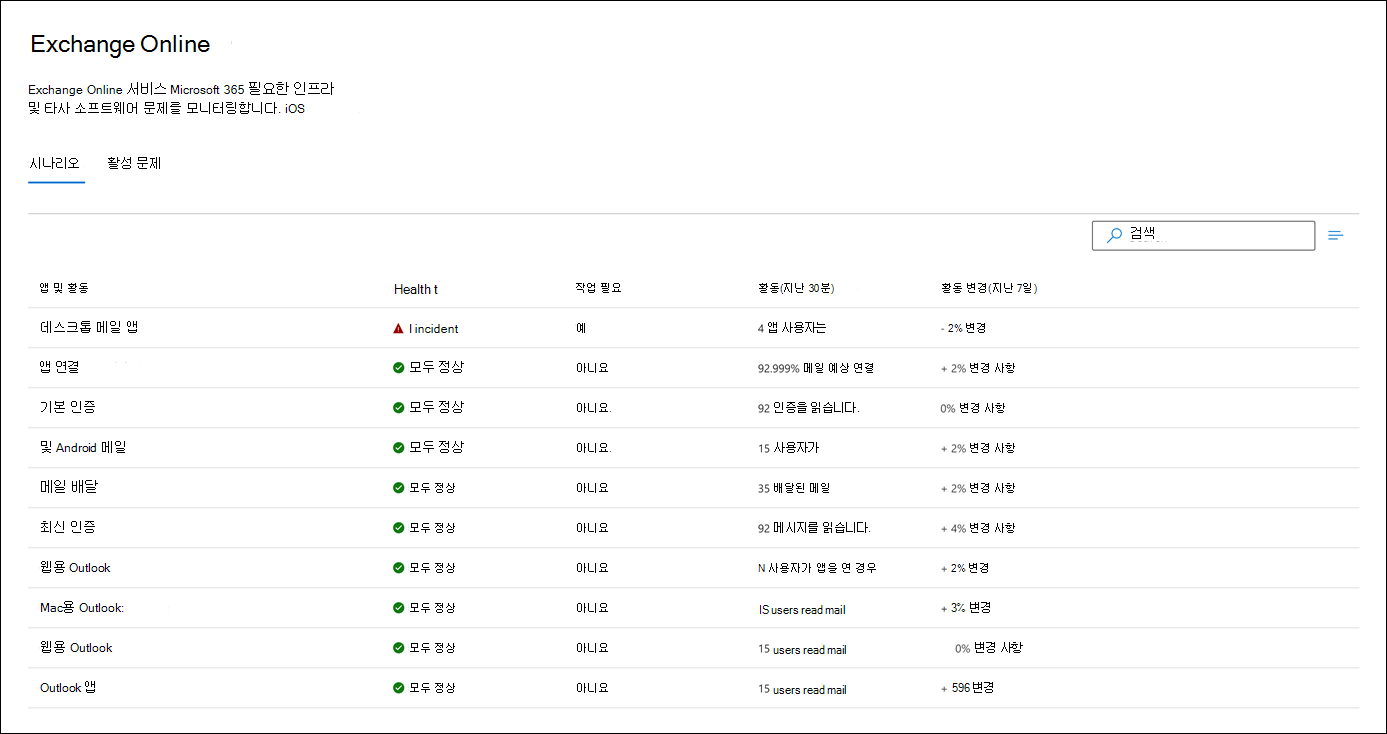 Exchange Online
Exchange Online 서비스 Microsoft 365 필요한 인프라
및 타사 소프트웨어 문제를 모니터링합니다. iOS
시나리오 활성 문제
검색
앱 및 활동 Health t 작업 필요 활동(지난 30분) 활동 변경(지난 7일)
데스크톱 메일 앱 l incident 예 4 앱 사용자는 - 2% 변경
앱 연결 모두 정상 아니요 92.999% 메일 예상 연결 + 2% 변경 사항
기본 인증 모두 정상 아니요. 92 인증을 읽습니다. 0% 변경 사항
및 Android 메일 모두 정상 아니요. 15 사용자가 + 2% 변경 사항
메일 배달 모두 정상 아니요 35 배달된 메일 + 2% 변경 사항
최신 인증 모두 정상 아니요 92 메시지를 읽습니다. + 4% 변경 사항
웹용 Outlook 모두 정상 아니요 N 사용자가 앱을 연 경우 + 2% 변경
Mac용 Outlook: 모두 정상 아니요 IS users read mail + 3% 변경
웹용 Outlook 모두 정상 아니요 15 users read mail 0% 변경 사항
Outlook 앱 모두 정상 아니요 15 users read mail + 596 변경